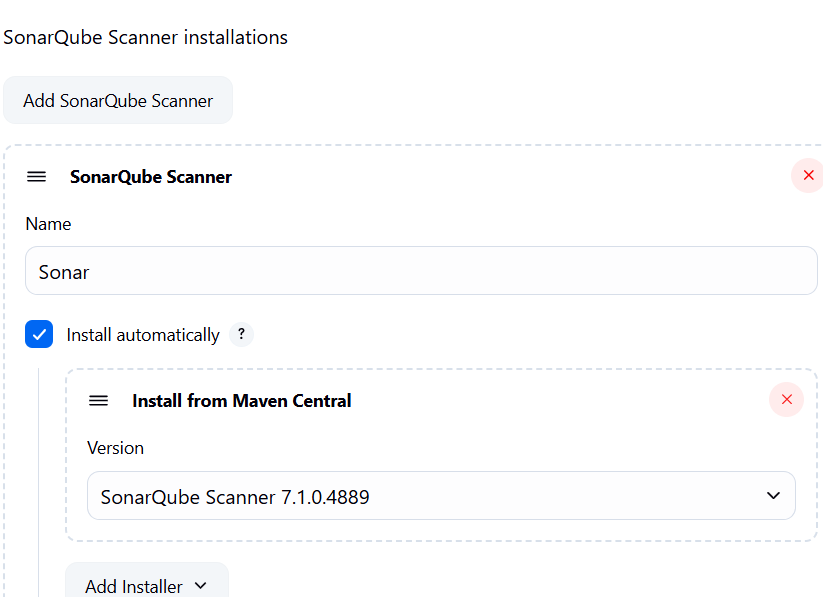 SonarQube Scanner installations
Add SonarQube Scanner
SonarQube Scanner
Name
Sonar
Install automatically ?
Install from Maven Central
Version
SonarQube Scanner 7.1.0.4889
Add Installer